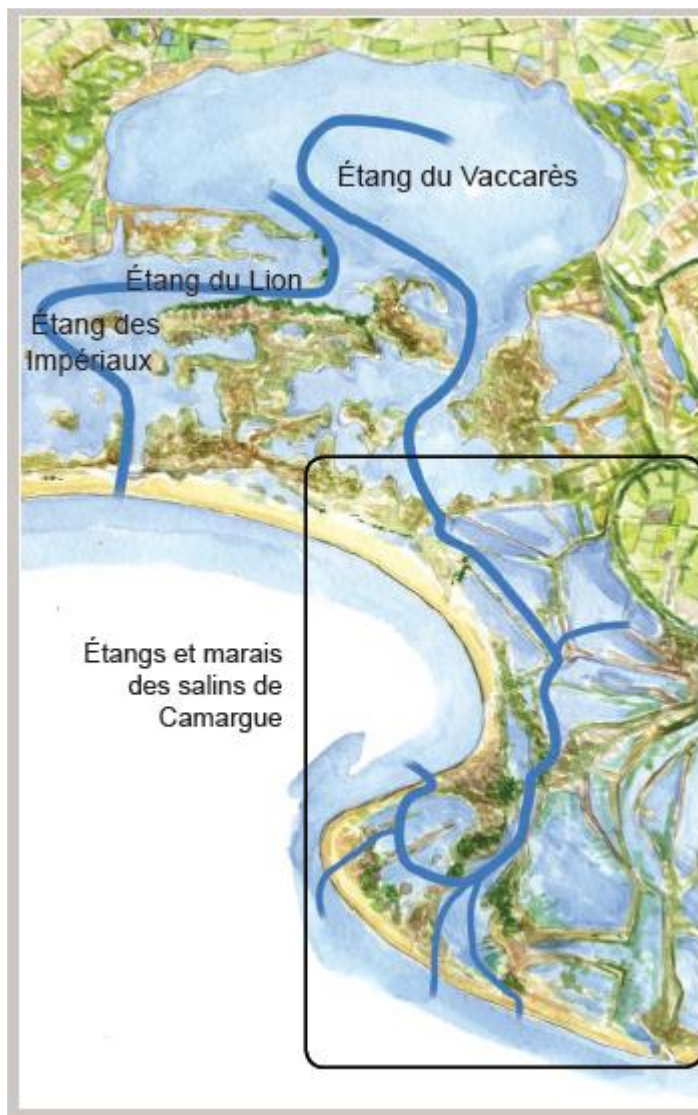 Étang du Vaccarès
Étang du Lion
Étang des
Impériaux
Étangs et marais
des salins de
Camargue